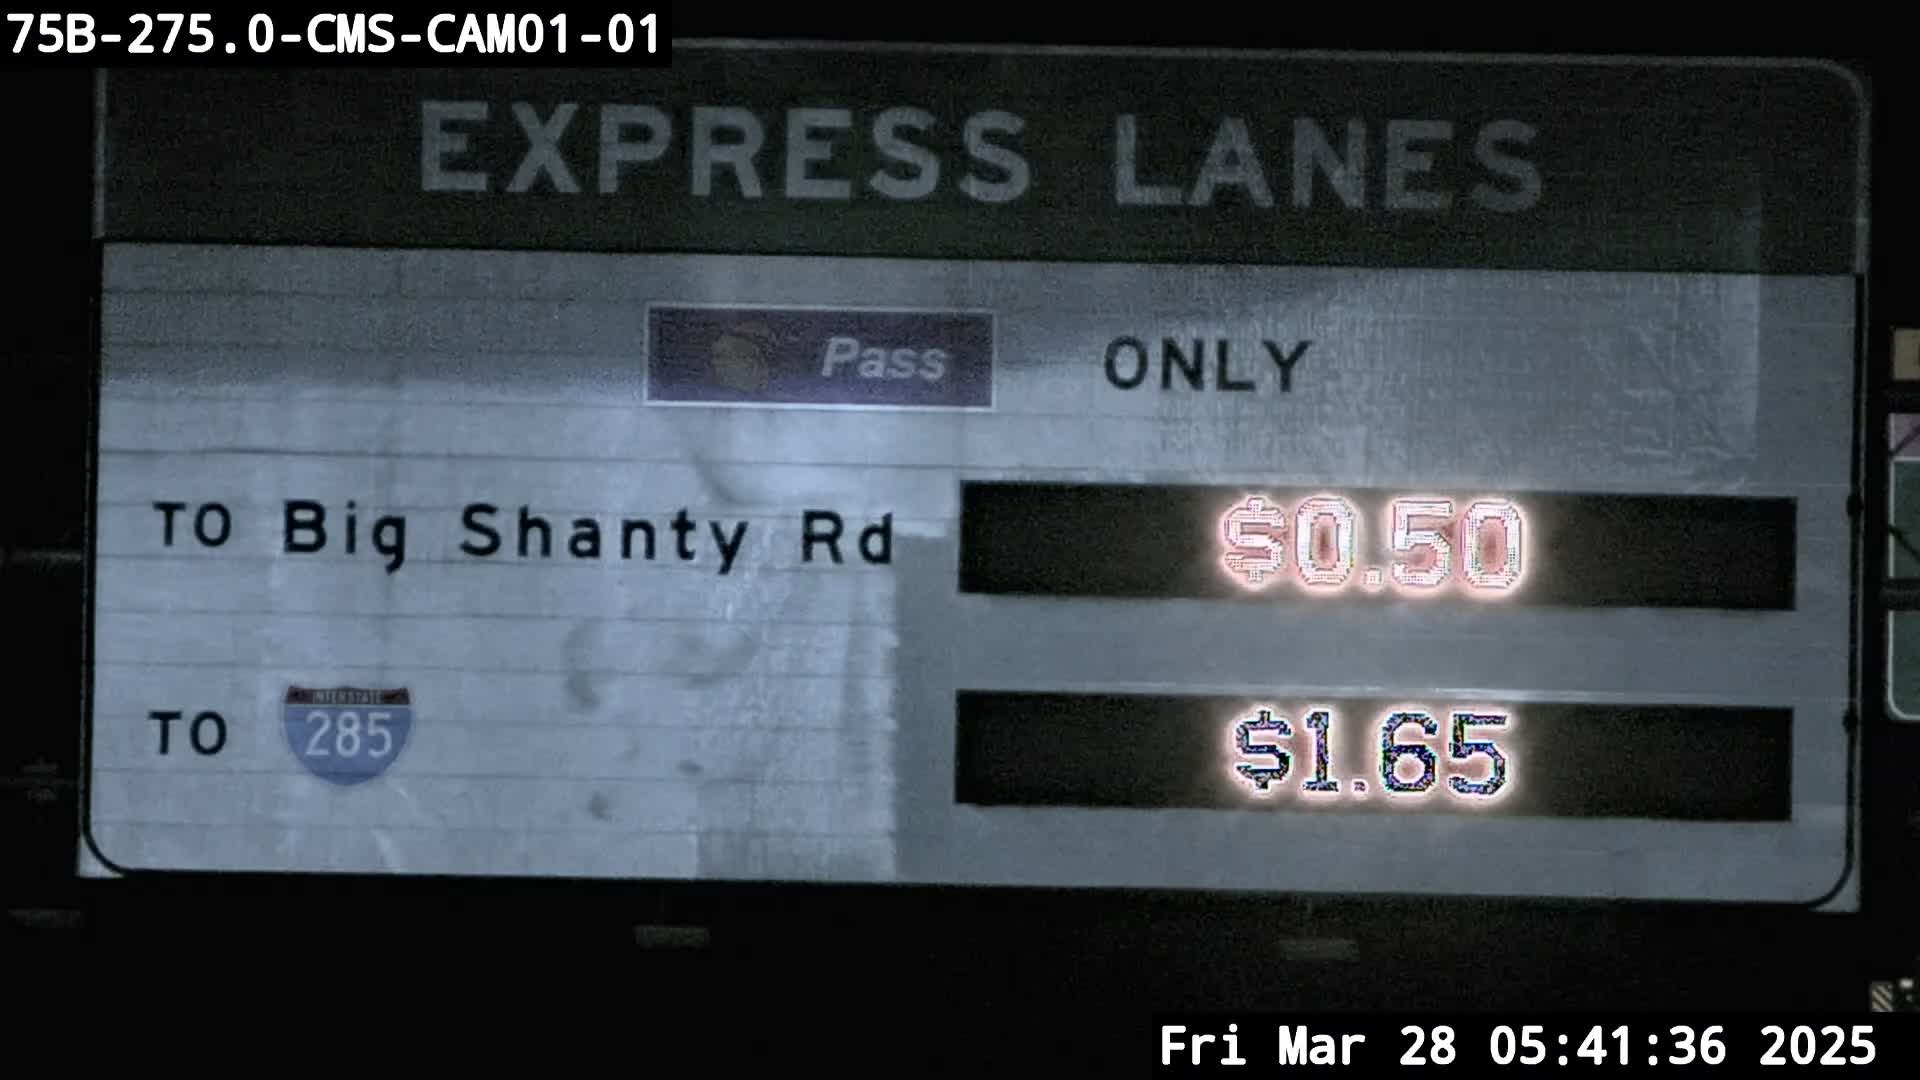 75B-275.0-CMS-CAM01-01
EXPRESS LANES
Pass ONLY
TO Big Shanty Rd $0.50
INTERSTATE
TO 285 $1.65
Fri Mar 28 05:41:36 2025